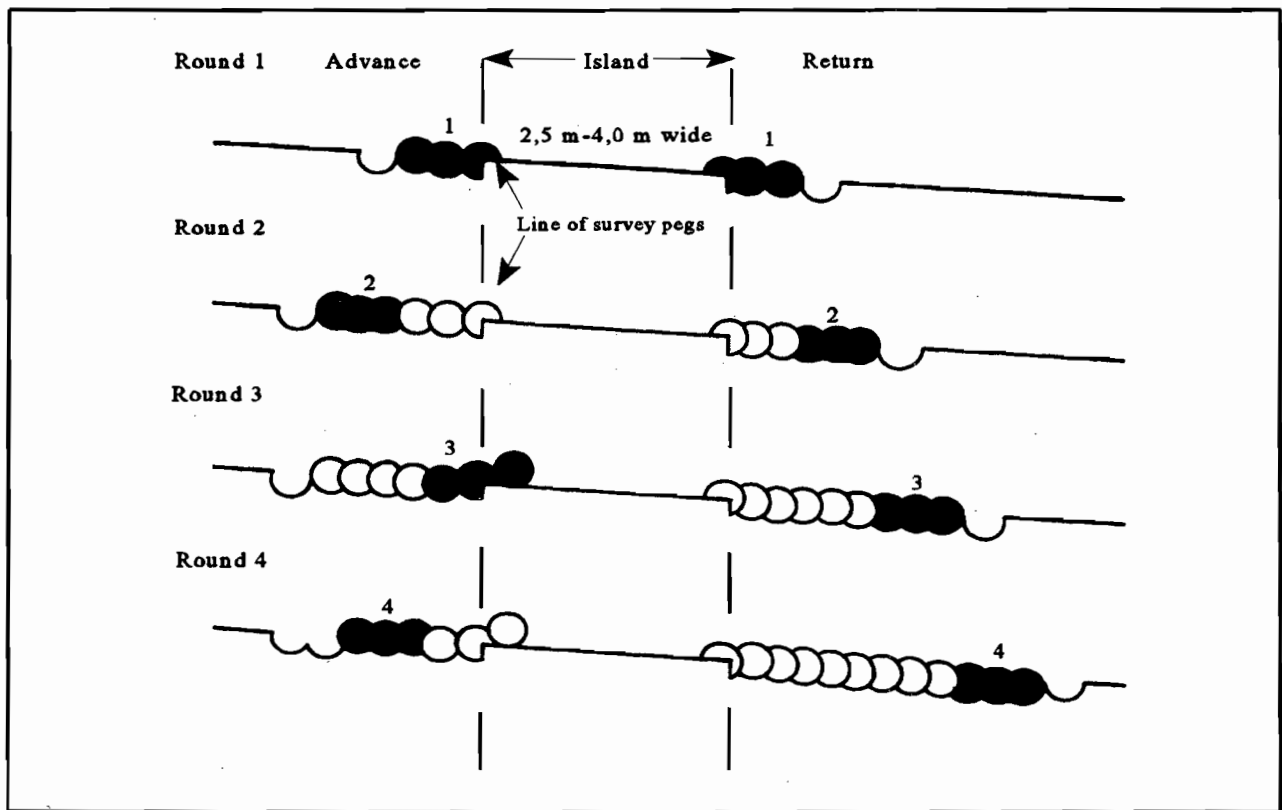 Round 1 Advance Island Return
1 2,5 m-4,0 m wide 1
Line of survey pegs
Round 2
2 2
Round 3
3 3
Round 4
4 4